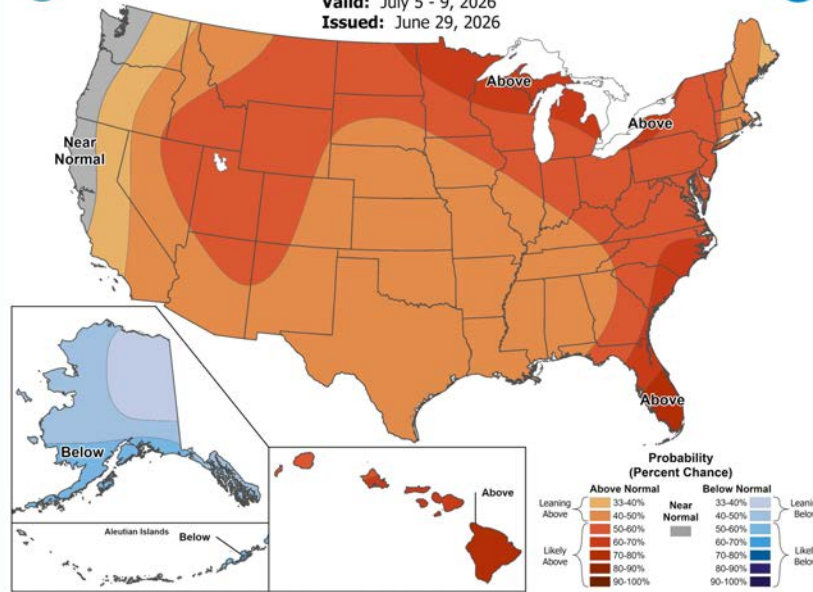 Valid: July 5 - 9, 2026
Issued: June 29, 2026
Above
Above
Near
Normal
Above
Below
Above
Aleutian Islands
Below
Probability
(Percent Chance)
Above Normal
Below Normal
Leaning
Above
33-40%
40-50%
Near
Normal
33-40%
40-50%
Likely
Above
50-60%
60-70%
70-80%
80-90%
90-100%
50-60%
60-70%
70-80%
80-90%
90-100%